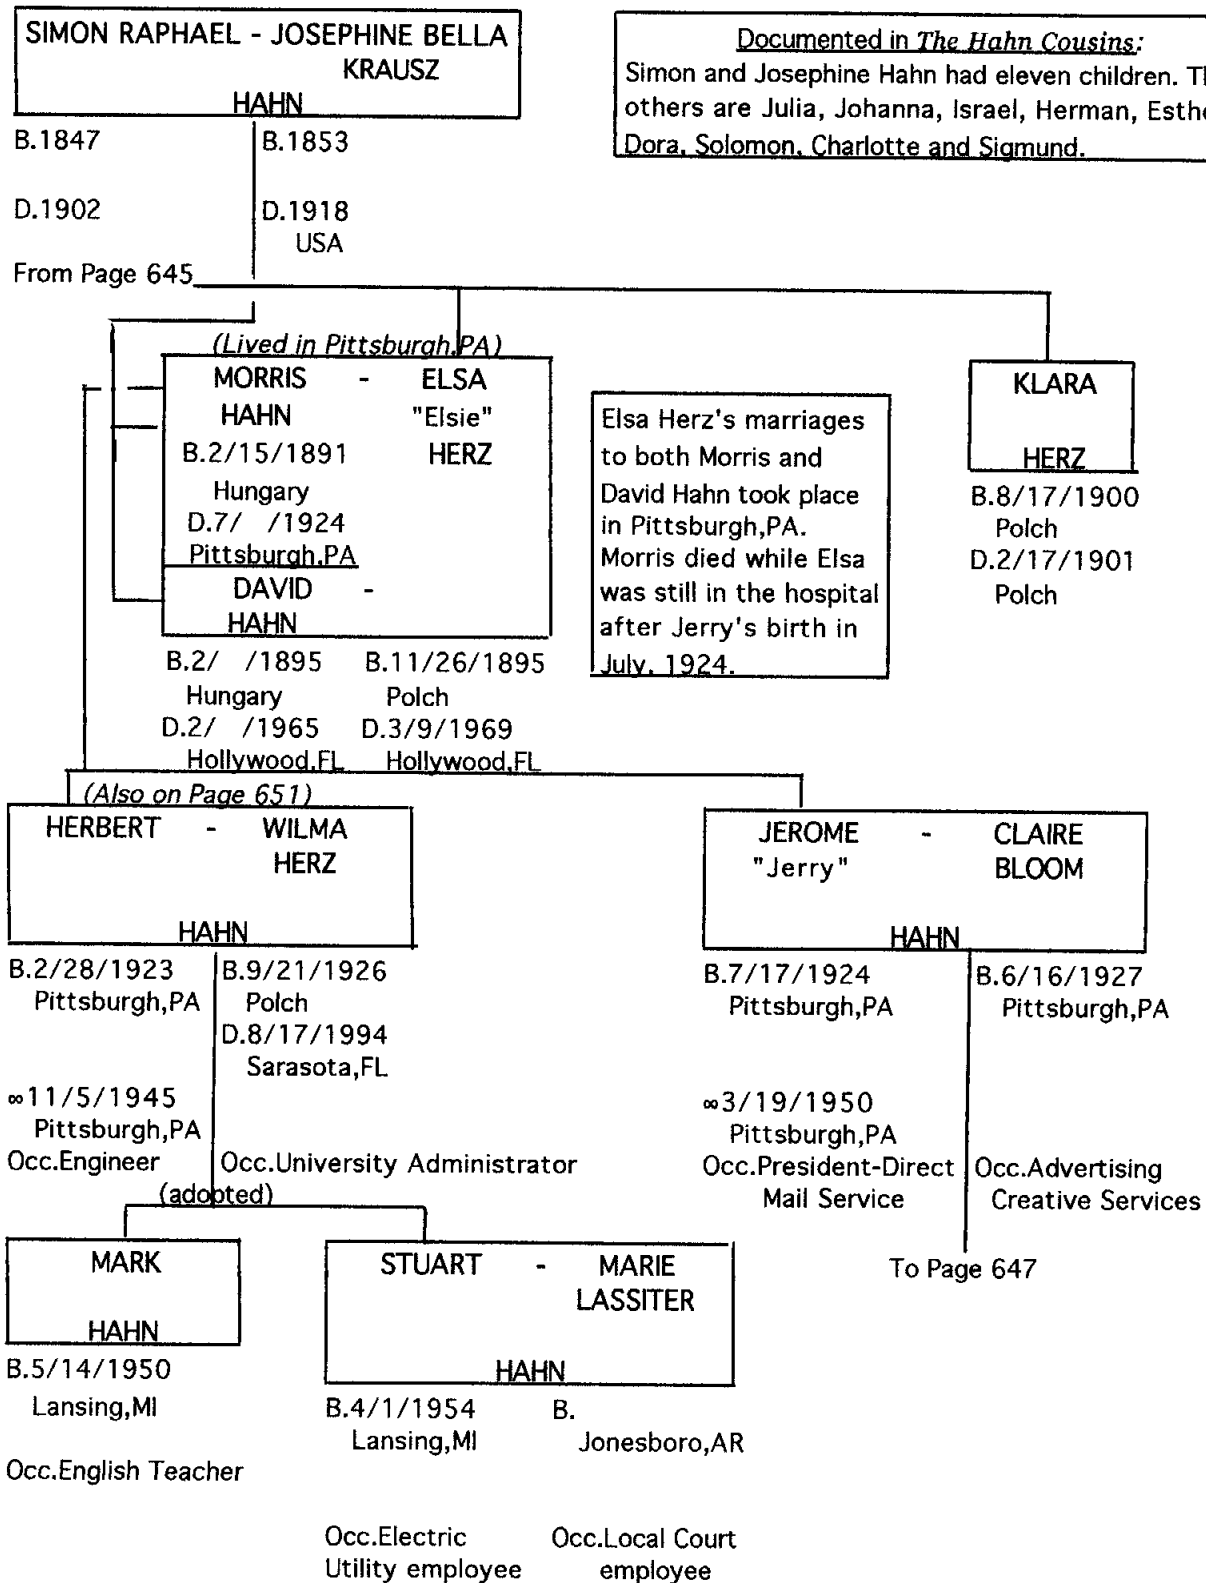 SIMON RAPHAEL - JOSEPHINE BELLA
KRAUSZ
HAHN
B.1847 B.1853
D.1902 D.1918
USA
From Page 645
Documented in The Hahn Cousins:
Simon and Josephine Hahn had eleven children.
others are Julia, Johanna, Israel, Herman,
Dora, Solomon, Charlotte and Sigmund.
(Lived in Pittsburgh,PA)
MORRIS - ELSA
HAHN "Elsie"
B.2/15/1891 HERZ
Hungary
D.7/ /1924
Pittsburgh,PA
DAVID -
HAHN
B.2/ /1895 B.11/26/1895
Hungary Polch
D.2/ /1965 D.3/9/1969
Hollywood,FL Hollywood,FL
Elsa Herz's marriages
to both Morris and
David Hahn took place
in Pittsburgh,PA.
Morris died while Elsa
was still in the hospital
after Jerry's birth in
July, 1924.
KLARA
HERZ
B.8/17/1900
Polch
D.2/17/1901
Polch
(Also on Page 651)
HERBERT - WILMA
HERZ
HAHN
B.2/28/1923 B.9/21/1926
Pittsburgh,PA Polch
D.8/17/1994
Sarasota,FL
∞11/5/1945
Pittsburgh,PA
Occ.Engineer Occ.University Administrator
(adopted)
JEROME - CLAIRE
"Jerry" BLOOM
HAHN
B.7/17/1924 B.6/16/1927
Pittsburgh,PA Pittsburgh,PA
∞3/19/1950
Pittsburgh,PA
Occ.President-Direct Occ.Advertising
Mail Service Creative Services
To Page 647
MARK
HAHN
B.5/14/1950
Lansing,MI
Occ.English Teacher
STUART - MARIE
LASSITER
HAHN
B.4/1/1954 B.
Lansing,MI Jonesboro,AR
Occ.Electric Occ.Local Court
Utility employee employee